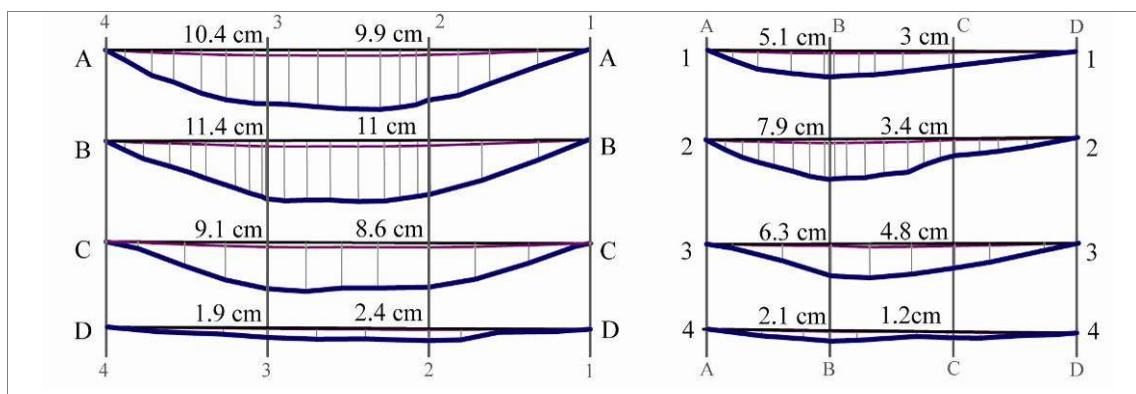 4 3 2 1
A 10.4 cm 9.9 cm A
B 11.4 cm 11 cm B
C 9.1 cm 8.6 cm C
D 1.9 cm 2.4 cm D
4 3 2 1
A B C D
1 5.1 cm 3 cm 1
2 7.9 cm 3.4 cm 2
3 6.3 cm 4.8 cm 3
4 2.1 cm 1.2cm 4
A B C D